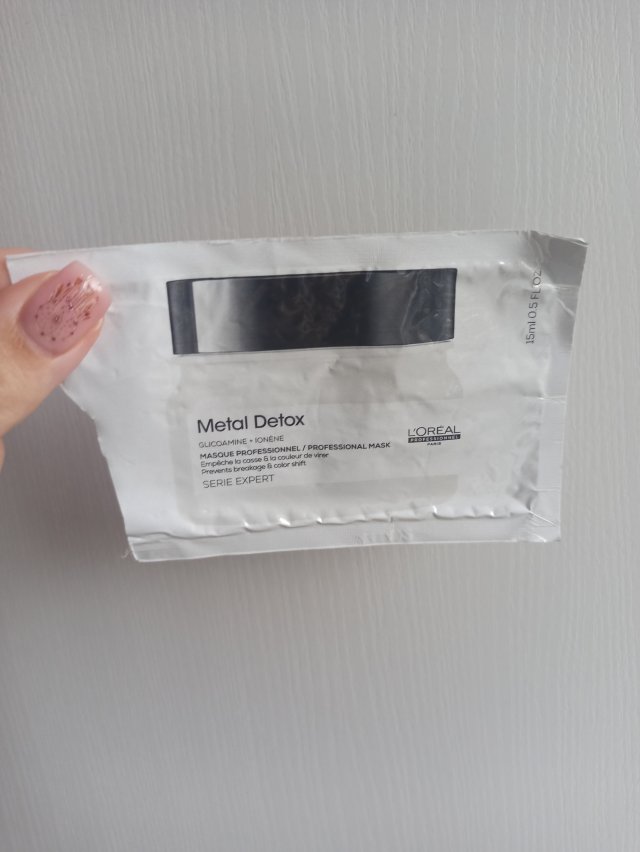 15ml 0.5 FL.OZ
Metal Detox
GLICOAMINE + IONÈNE
MASQUE PROFESSIONNEL / PROFESSIONAL MASK
Empêche la casse & la couleur de virer
Prevents breakage & color shift
SERIE EXPERT
L'ORÉAL
PROFESSIONNEL
PARIS